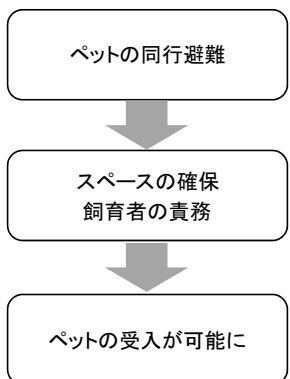 ペットの同行避難
スペースの確保
飼育者の責務
ペットの受入が可能に